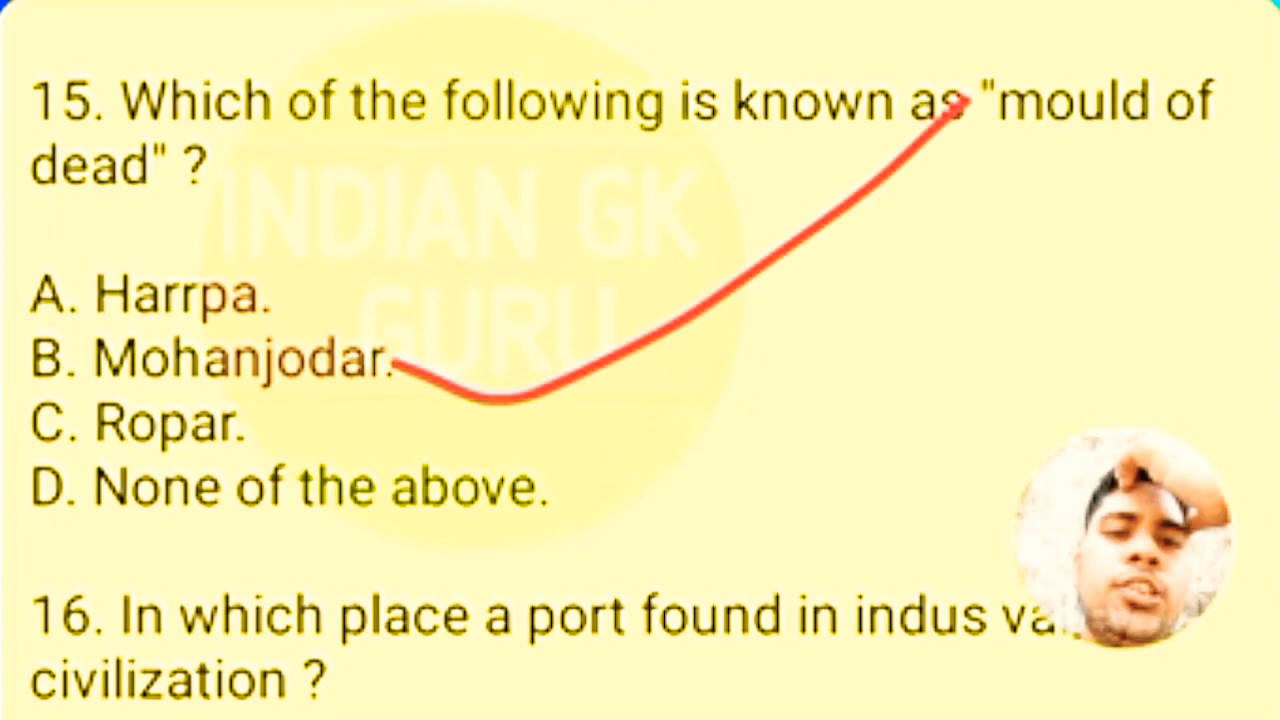 15. Which of the following is known as "mould of
dead" ?
INDIAN GK
GURU
A. Harrpa.
B. Mohanjodar.
C. Ropar.
D. None of the above.
16. In which place a port found in indus
civilization ?